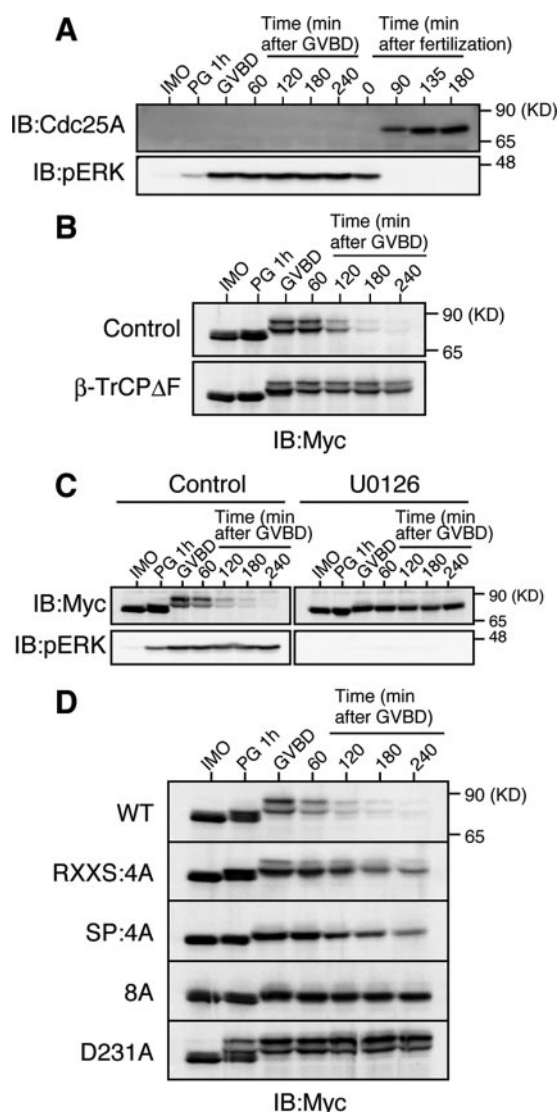 A
Time (min after GVBD)
Time (min after fertilization)
IMO PG 1h GVBD 60 120 180 240 0 90 135 180
IB:Cdc25A
90 (KD)
65
IB:pERK
48
B
Time (min after GVBD)
IMO PG 1h GVBD 60 120 180 240
Control
90 (KD)
65
β-TrCPΔF
IB:Myc
C
Control
U0126
Time (min after GVBD)
Time (min after GVBD)
IMO PG 1h GVBD 60 120 180 240
IMO PG 1h GVBD 60 120 180 240
IB:Myc
90 (KD)
65
IB:pERK
48
D
Time (min after GVBD)
IMO PG 1h GVBD 60 120 180 240
WT
90 (KD)
65
RXXS:4A
SP:4A
8A
D231A
IB:Myc